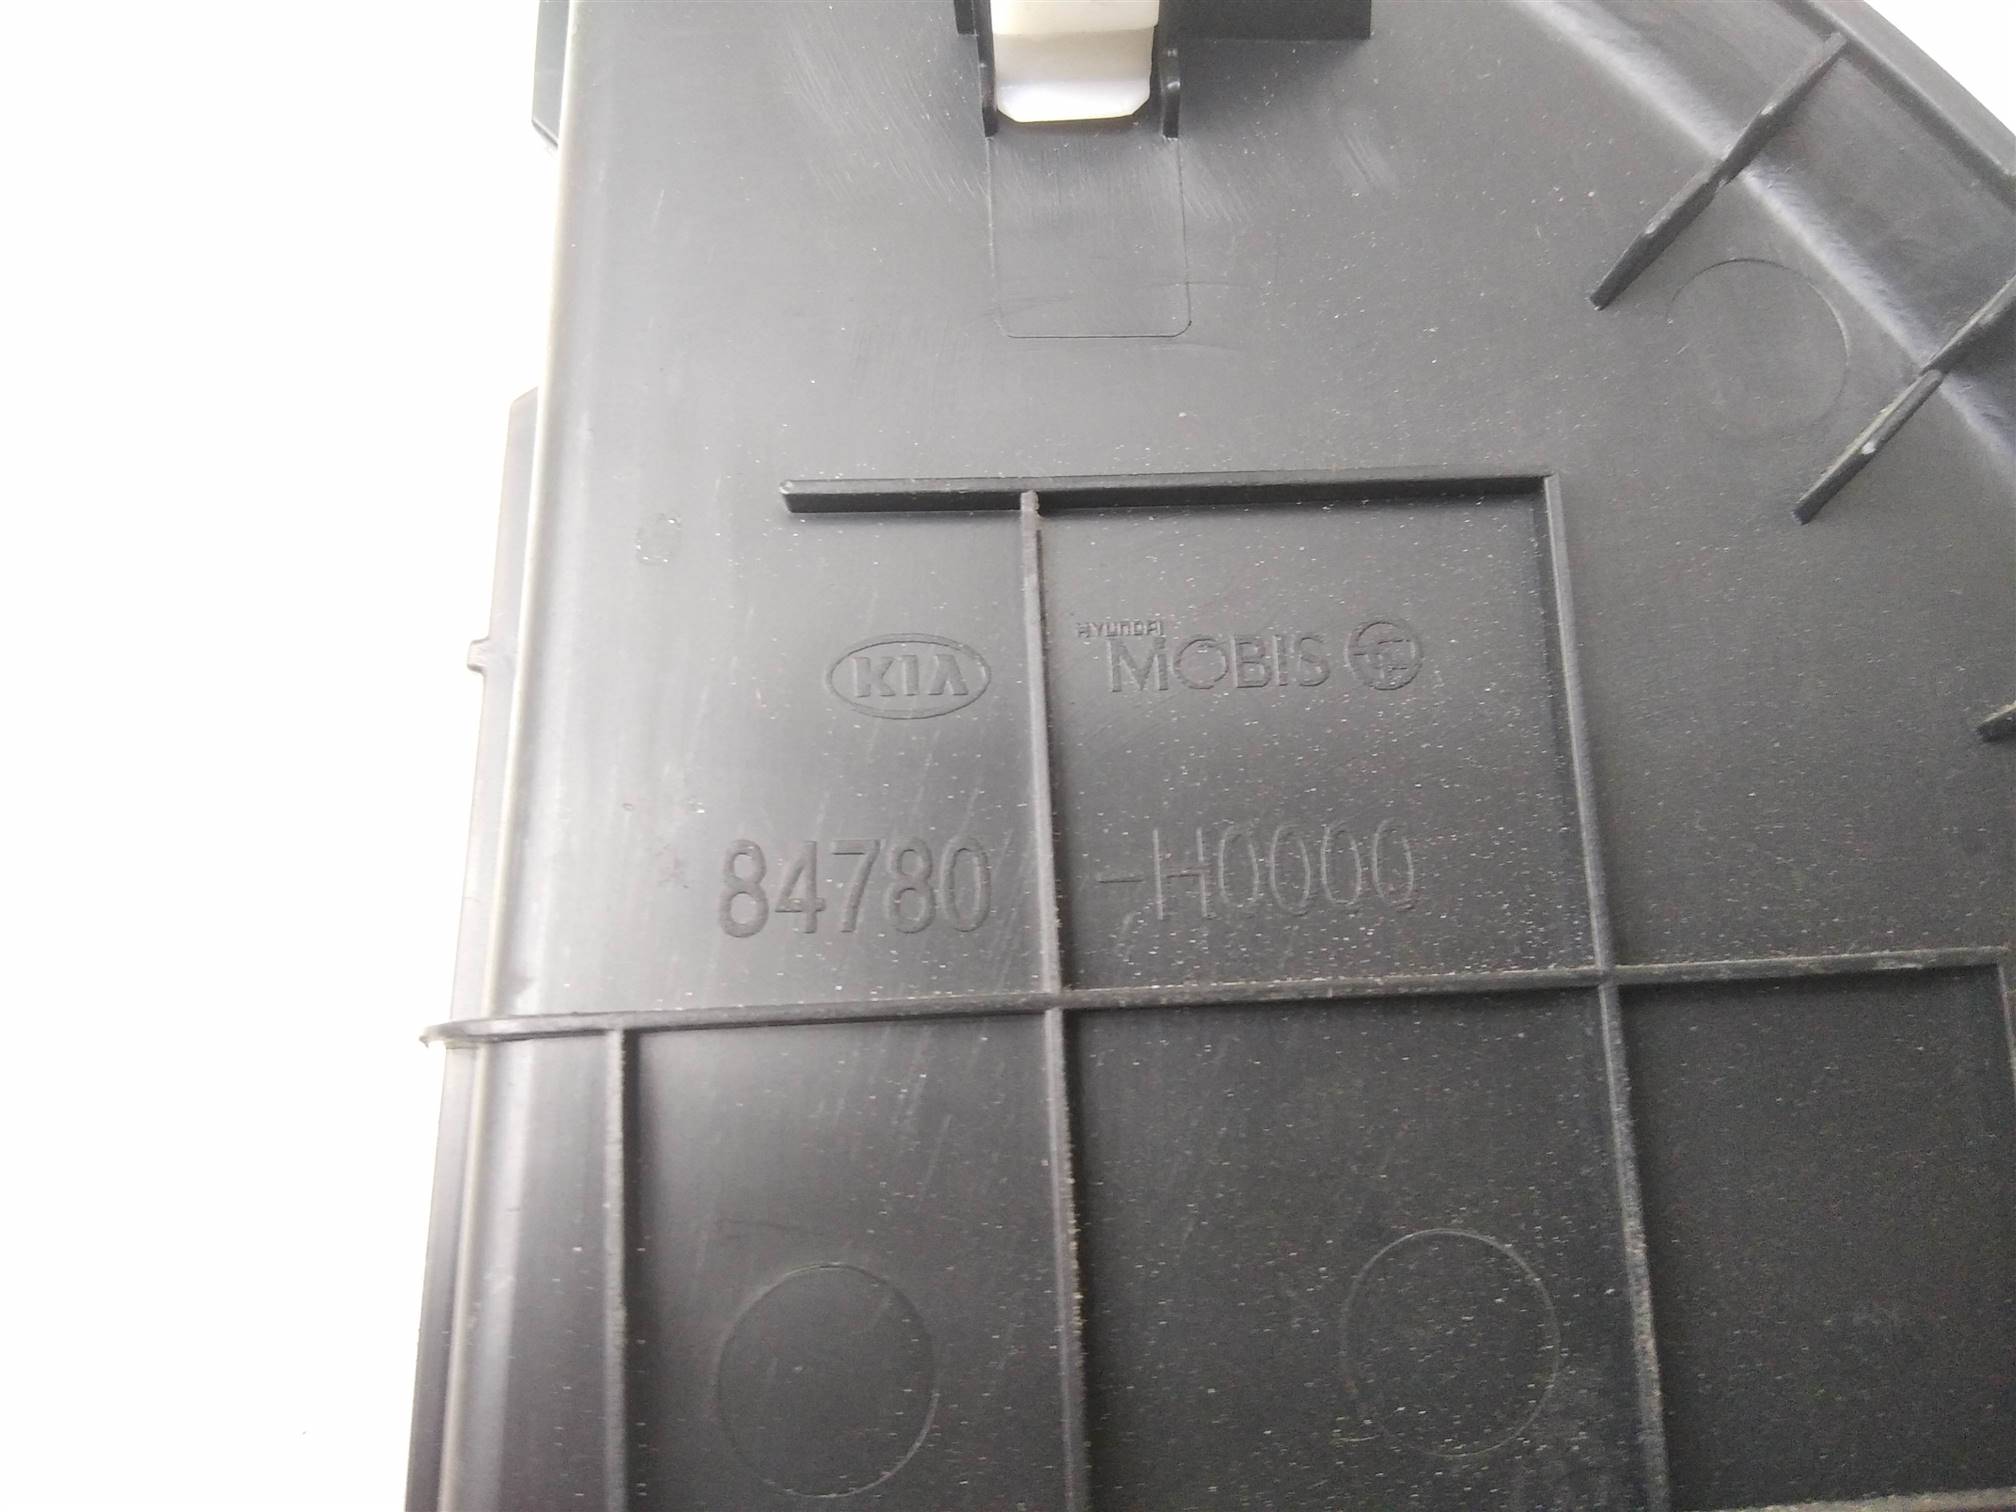 KIA
HYUNDAI
MOBIS
84780 -H0000